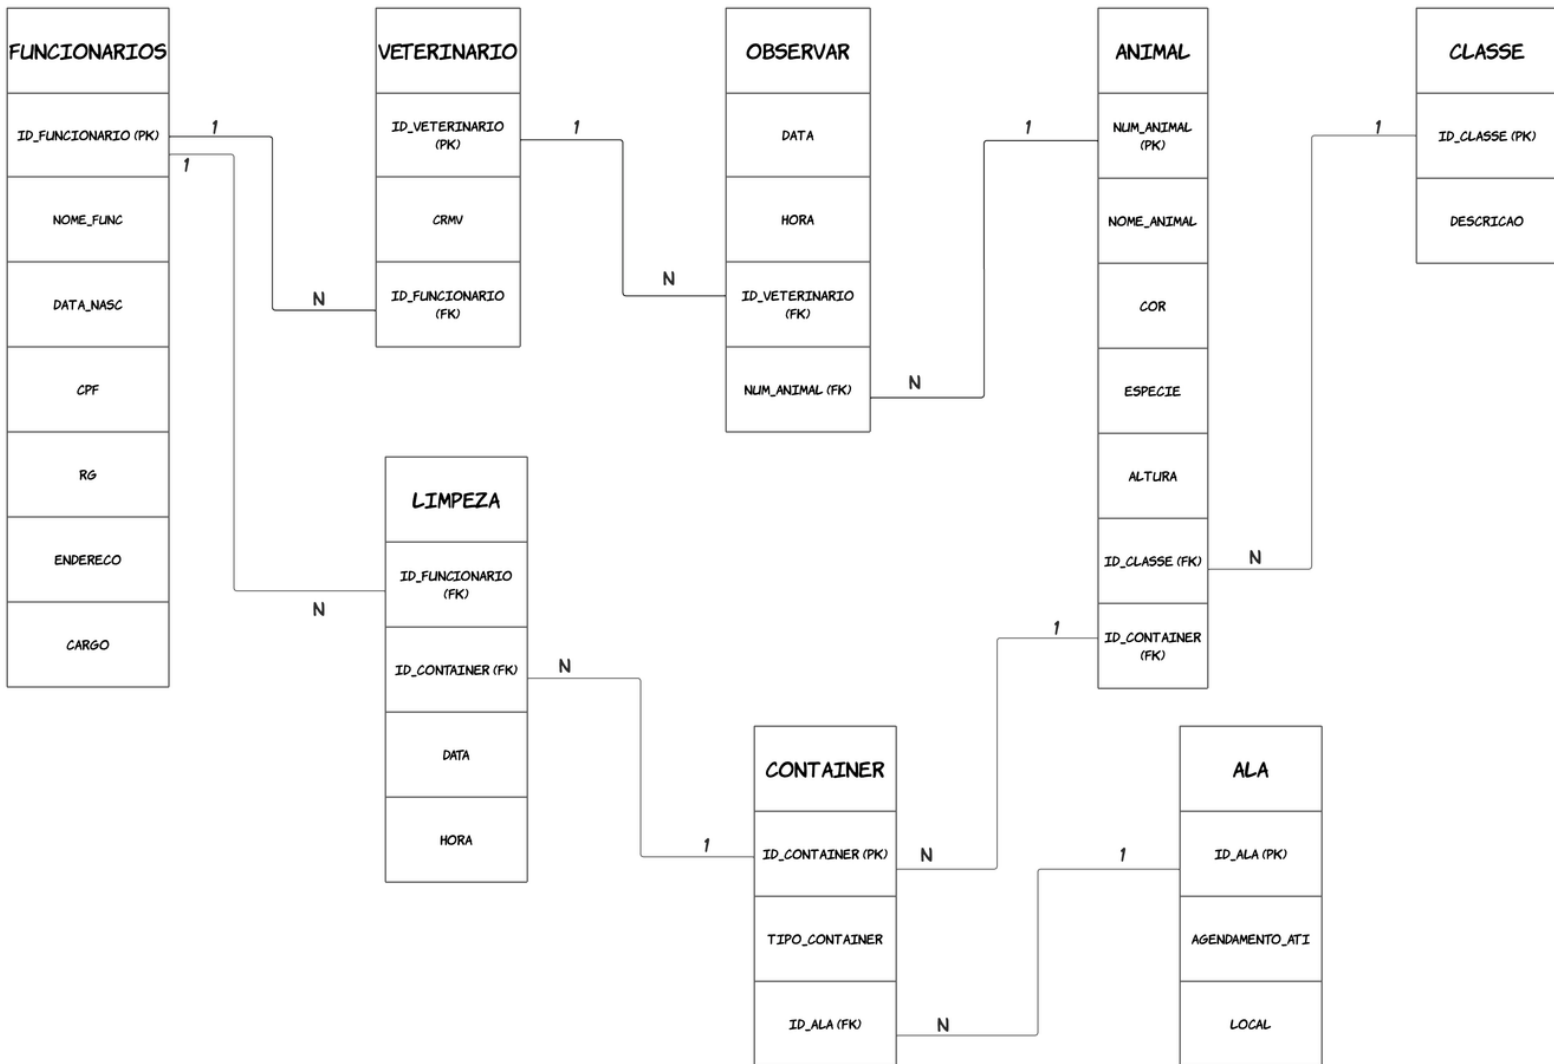 FUNCIONARIOS
ID_FUNCIONARIO (PK)
1
1
NOME_FUNC
DATA_NASC
CPF
RG
ENDERECO
CARGO
VETERINARIO
ID_VETERINARIO
(PK)
1
CRMV
N
ID_FUNCIONARIO
(FK)
OBSERVAR
DATA
HORA
N
ID_VETERINARIO
(FK)
NUM_ANIMAL (FK)
N
ANIMAL
1
NUM_ANIMAL
(PK)
NOME_ANIMAL
COR
ESPECIE
ALTURA
ID_CLASSE (FK)
N
1
ID_CONTAINER
(FK)
CLASSE
1
ID_CLASSE (PK)
DESCRICAO
LIMPEZA
N
ID_FUNCIONARIO
(FK)
ID_CONTAINER (FK)
N
DATA
HORA
CONTAINER
1
ID_CONTAINER (PK)
N
TIPO_CONTAINER
ID_ALA (FK)
N
ALA
1
ID_ALA (PK)
AGENDAMENTO_ATI
LOCAL